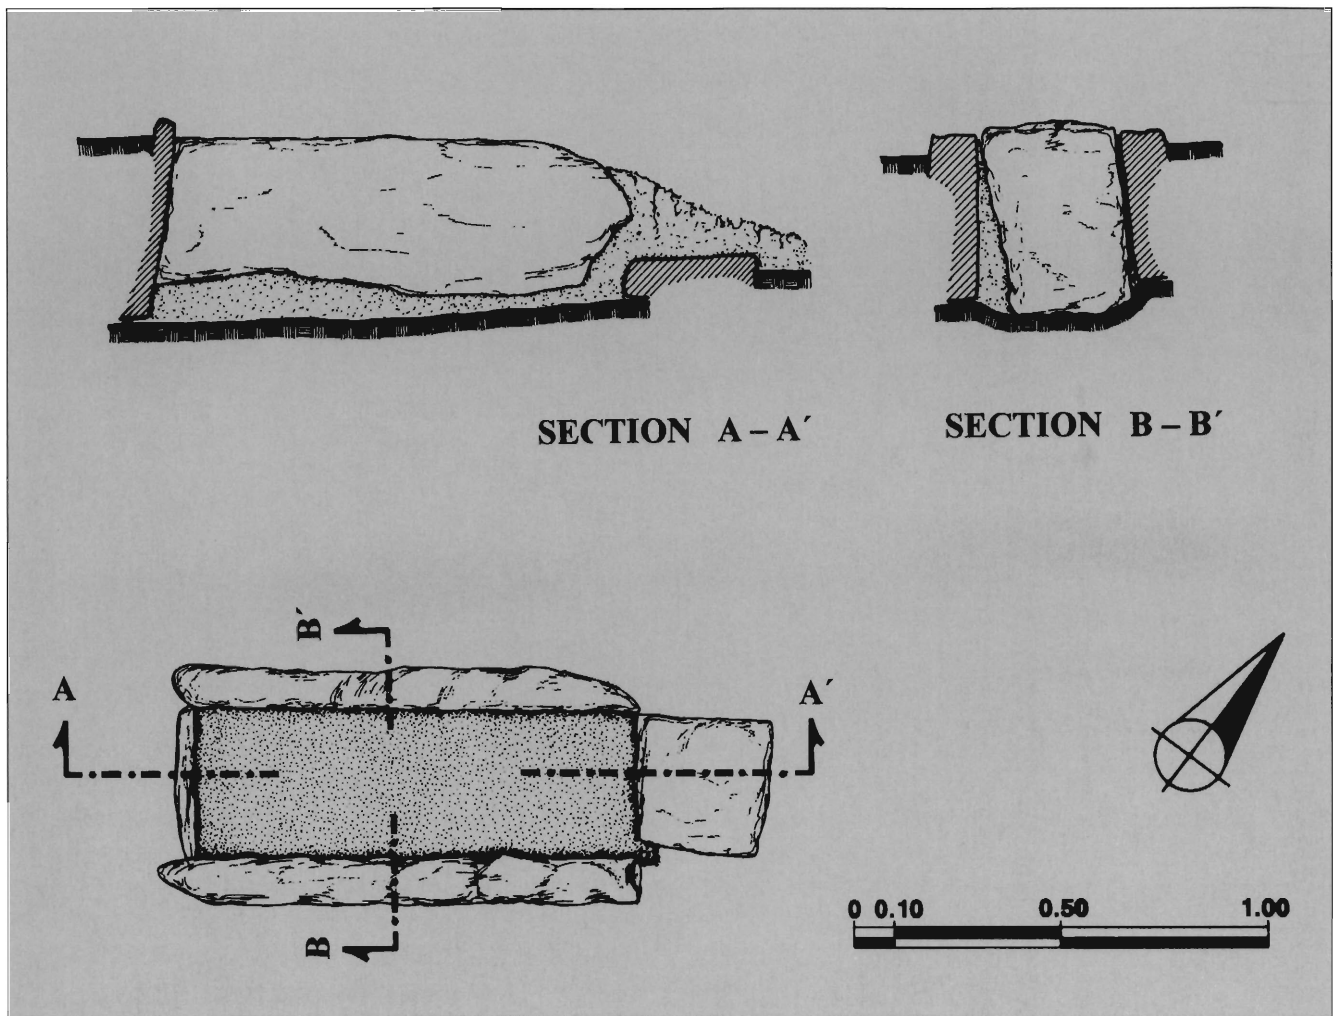 SECTION A – A´
SECTION B – B´
B´
A
A´
B
0 0.10 0.50 1.00